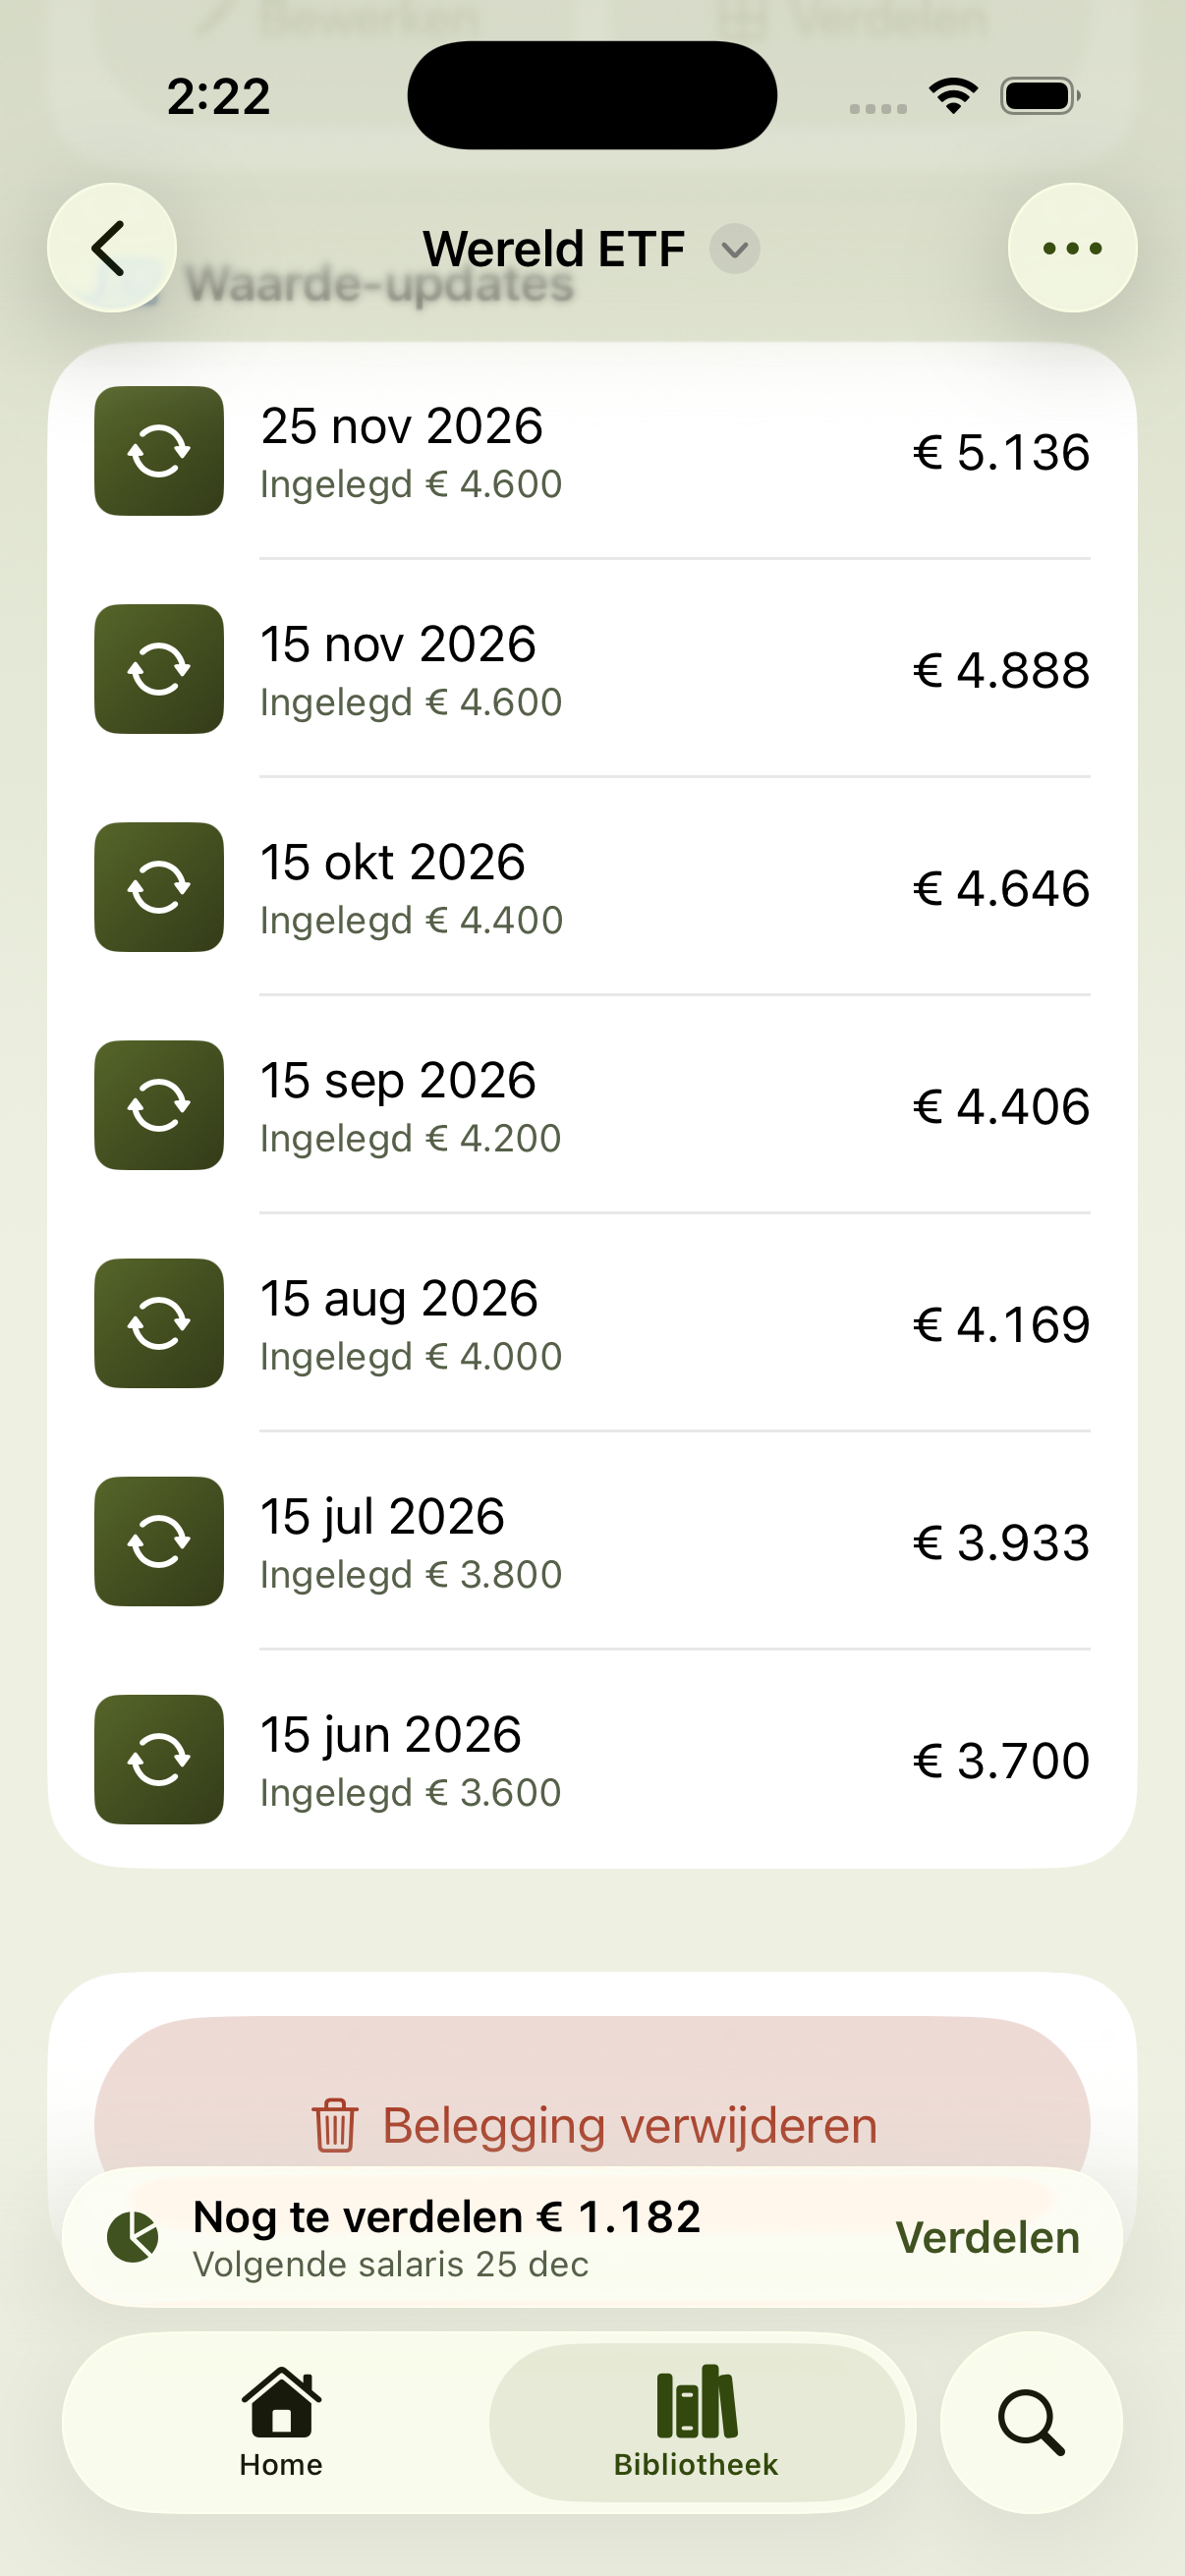 Bewerken
Verdelen
2:22
Wereld ETF
Waarde-updates
25 nov 2026
Ingelegd € 4.600
€ 5.136
15 nov 2026
Ingelegd € 4.600
€ 4.888
15 okt 2026
Ingelegd € 4.400
€ 4.646
15 sep 2026
Ingelegd € 4.200
€ 4.406
15 aug 2026
Ingelegd € 4.000
€ 4.169
15 jul 2026
Ingelegd € 3.800
€ 3.933
15 jun 2026
Ingelegd € 3.600
€ 3.700
Belegging verwijderen
Nog te verdelen € 1.182
Volgende salaris 25 dec
Verdelen
Home
Bibliotheek